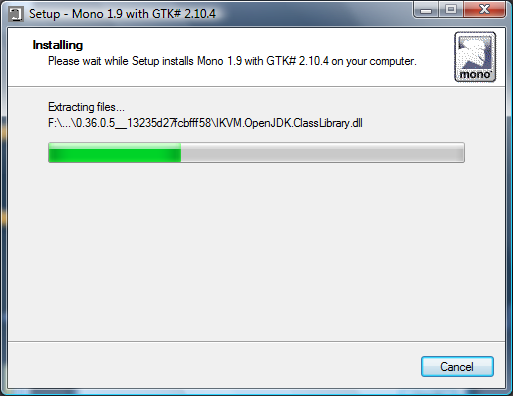 Setup - Mono 1.9 with GTK# 2.10.4
Installing
Please wait while Setup installs Mono 1.9 with GTK# 2.10.4 on your computer.
mono
Extracting files...
F:\...\0.36.0.5__13235d27fcbfff58\IKVM.OpenJDK.ClassLibrary.dll
Cancel